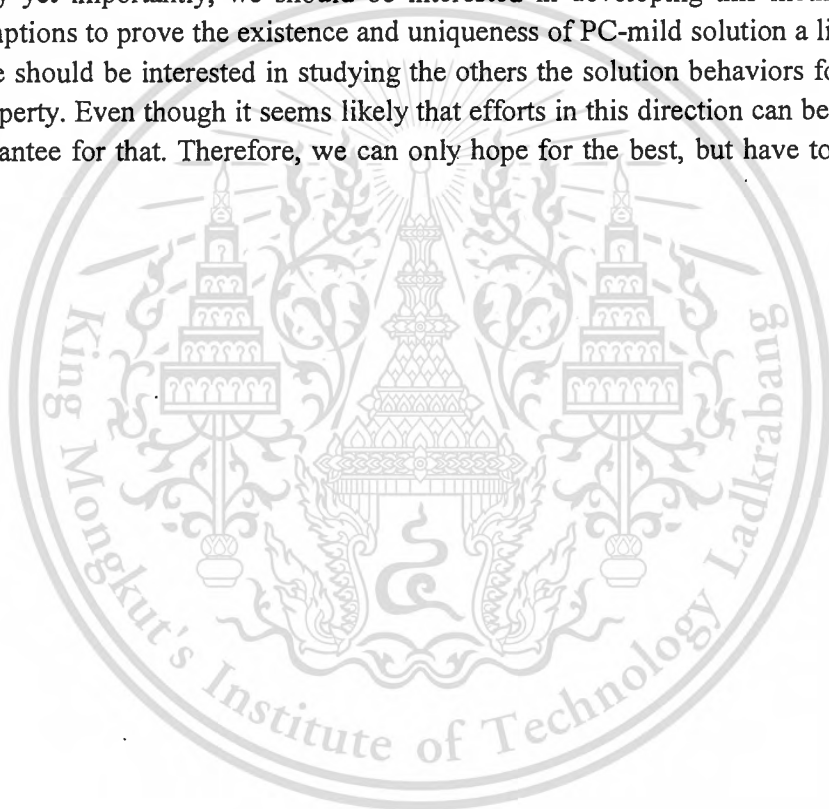 yet importantly, we should be interested in developing this
ptions to prove the existence and uniqueness of PC-mild solution a li
e should be interested in studying the others the solution behaviors fo
perty. Even though it seems likely that efforts in this direction can be
antee for that. Therefore, we can only hope for the best, but have to
King Mongkut's Institute of Technology Ladkrabang